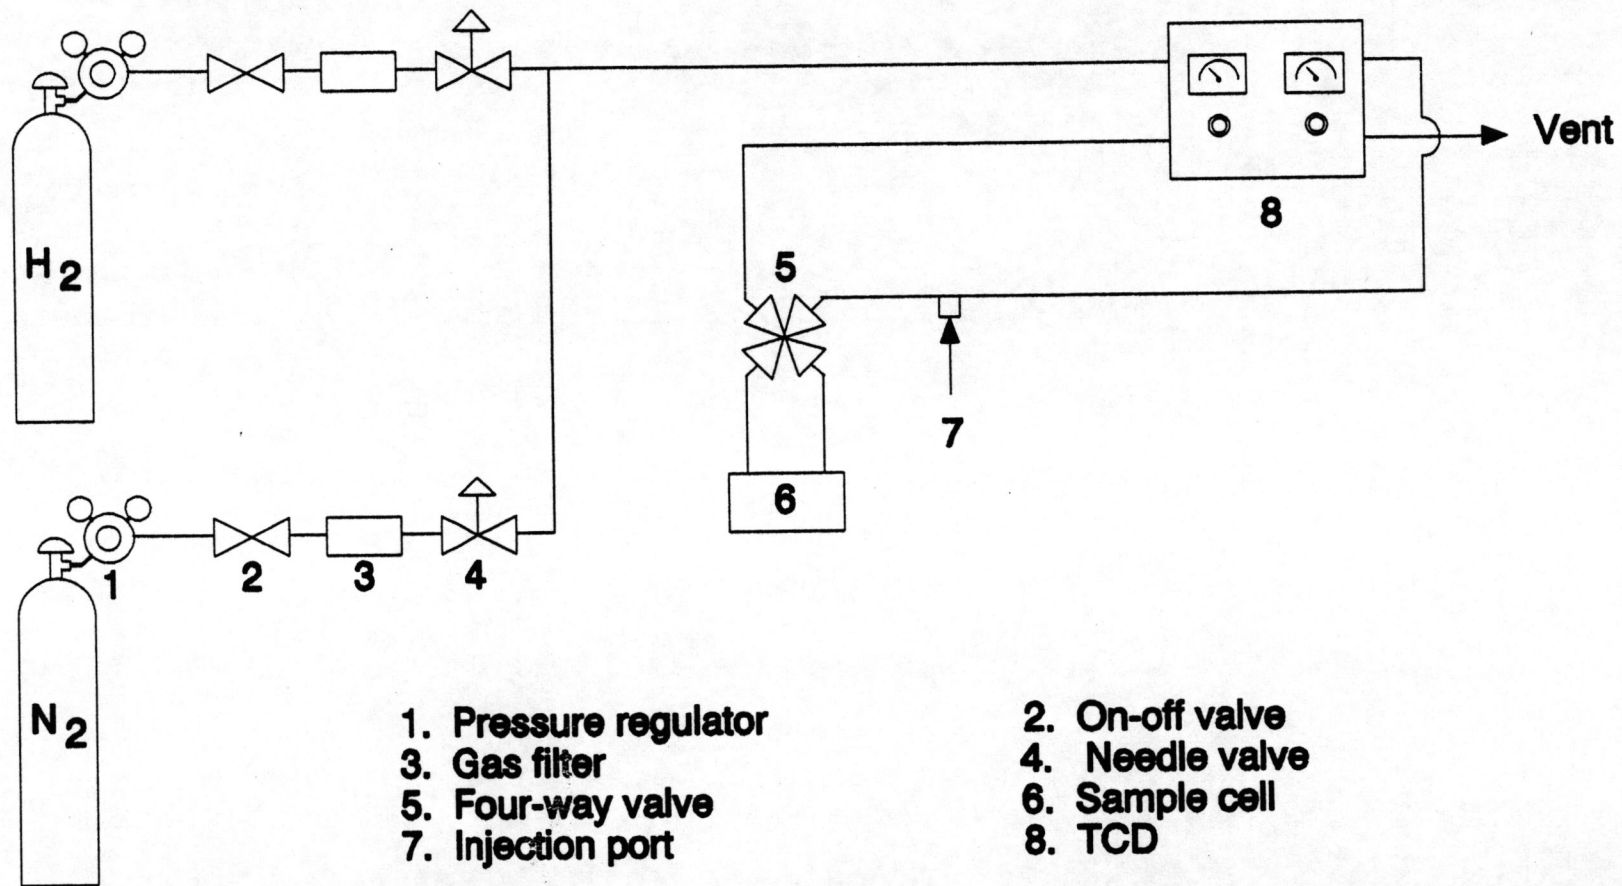 Vent
8
H2
5
7
6
1
2
3
4
N2
1. Pressure regulator
2. On-off valve
3. Gas filter
4. Needle valve
5. Four-way valve
6. Sample cell
7. Injection port
8. TCD